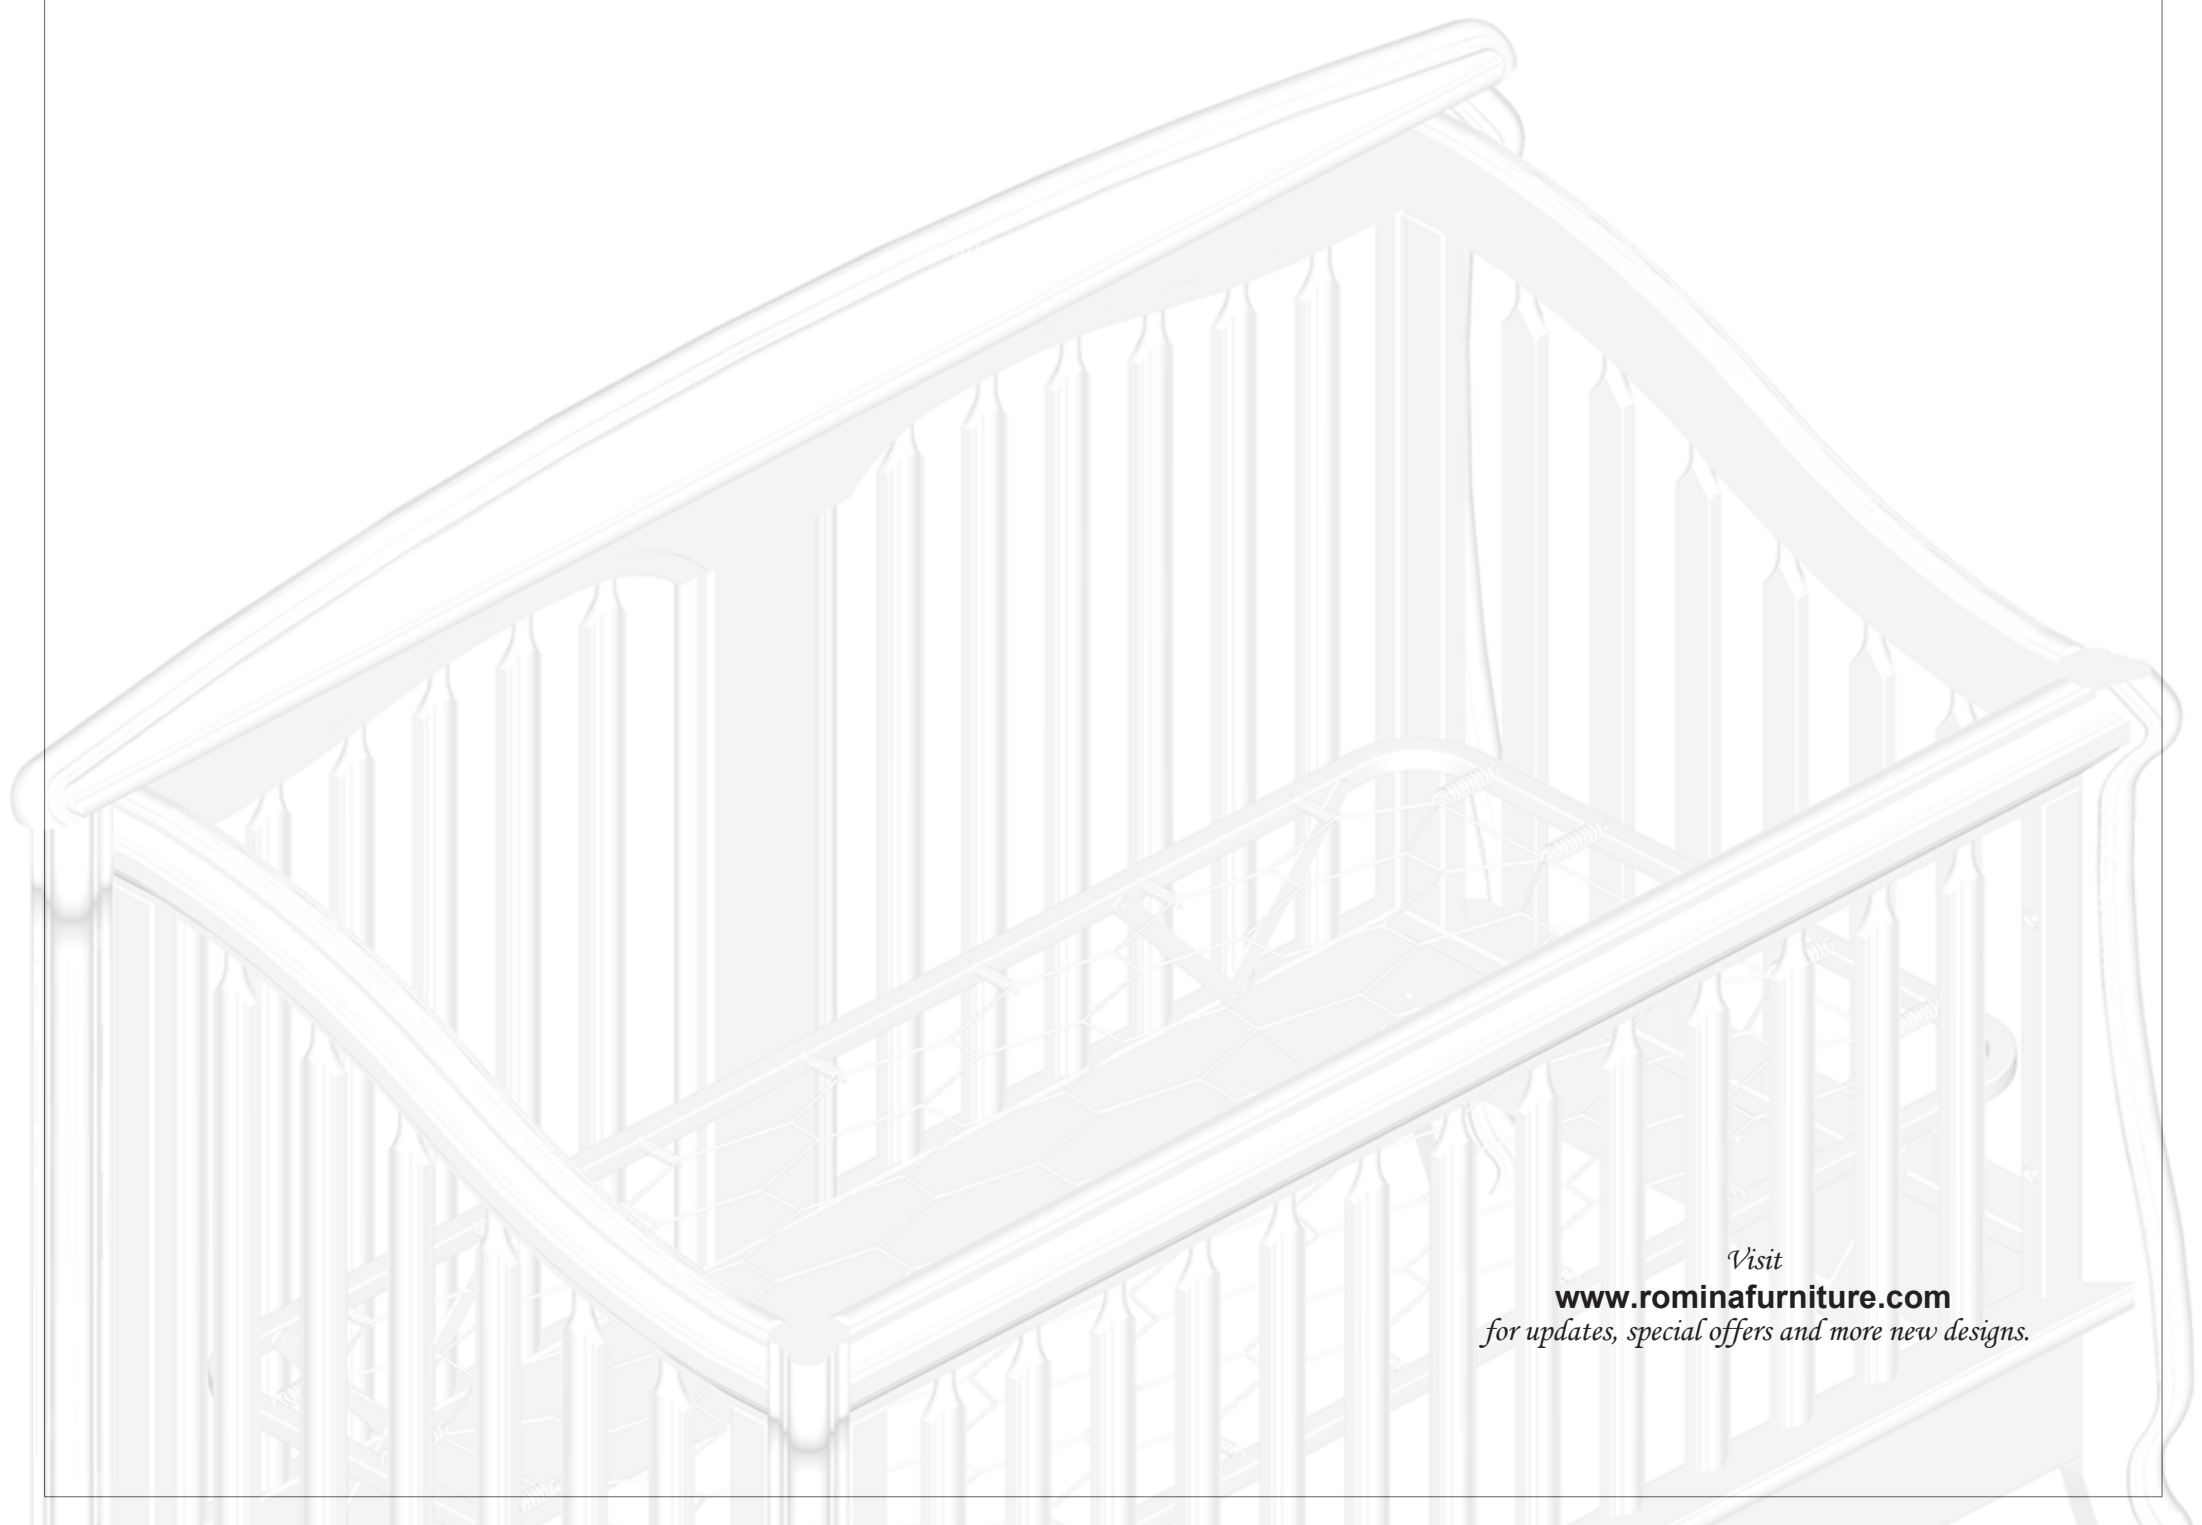 Visit
www.rominafurniture.com
for updates, special offers and more new designs.